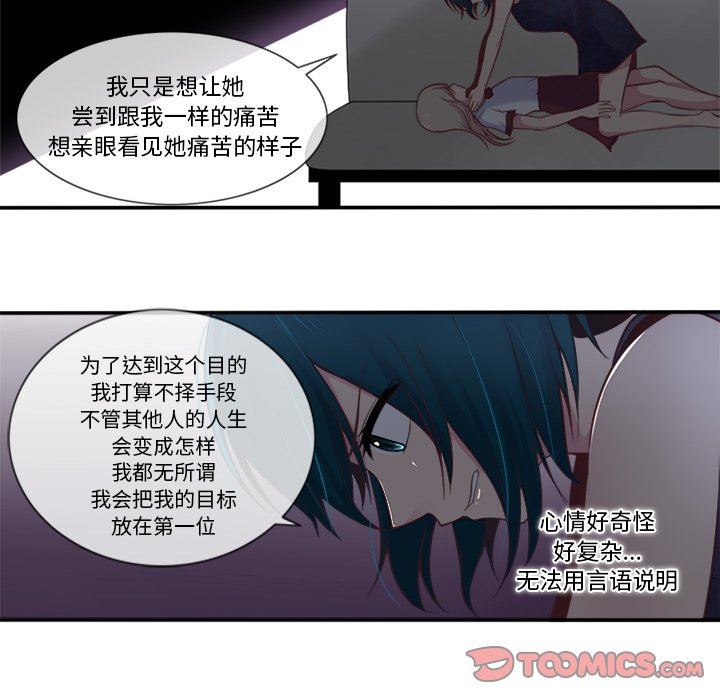 我只是想让她
尝到跟我一样的痛苦
想亲眼看见她痛苦的样子
为了达到这个目的
我打算不择手段
不管其他人的人生
会变成怎样
我都无所谓
我会把我的目标
放在第一位
心情好奇怪
好复杂...
无法用言语说明
TOOMICS.COM